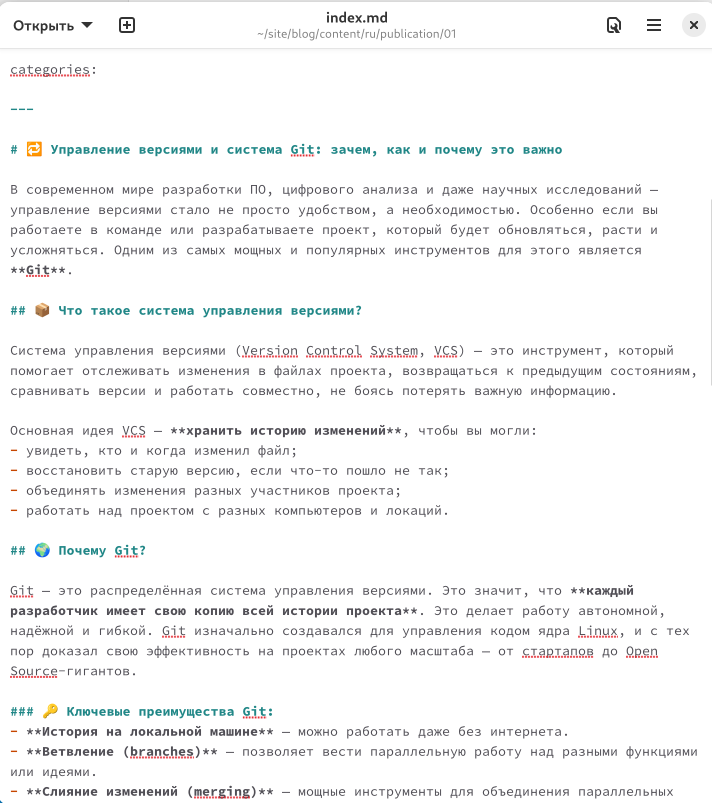 Открыть
index.md
~/site/blog/content/ru/publication/01
categories:
---
# 🔁 Управление версиями и система Git: зачем, как и почему это важно
В современном мире разработки ПО, цифрового анализа и даже научных исследований —
управление версиями стало не просто удобством, а необходимостью. Особенно если вы
работаете в команде или разрабатываете проект, который будет обновляться, расти и
усложняться. Одним из самых мощных и популярных инструментов для этого является
**Git**.
## 📦 Что такое система управления версиями?
Система управления версиями (Version Control System, VCS) — это инструмент, который
помогает отслеживать изменения в файлах проекта, возвращаться к предыдущим состояниям,
сравнивать версии и работать совместно, не боясь потерять важную информацию.
Основная идея VCS — **хранить историю изменений**, чтобы вы могли:
- увидеть, кто и когда изменил файл;
- восстановить старую версию, если что-то пошло не так;
- объединять изменения разных участников проекта;
- работать над проектом с разных компьютеров и локаций.
## 🌍 Почему Git?
Git — это распределённая система управления версиями. Это значит, что **каждый
разработчик имеет свою копию всей истории проекта**. Это делает работу автономной,
надёжной и гибкой. Git изначально создавался для управления кодом ядра Linux, и с тех
пор доказал свою эффективность на проектах любого масштаба — от стартапов до Open
Source-гигантов.
### 🔑 Ключевые преимущества Git:
- **История на локальной машине** — можно работать даже без интернета.
- **Ветвление (branches)** — позволяет вести параллельную работу над разными функциями
или идеями.
- **Слияние изменений (merging)** — мощные инструменты для объединения параллельных